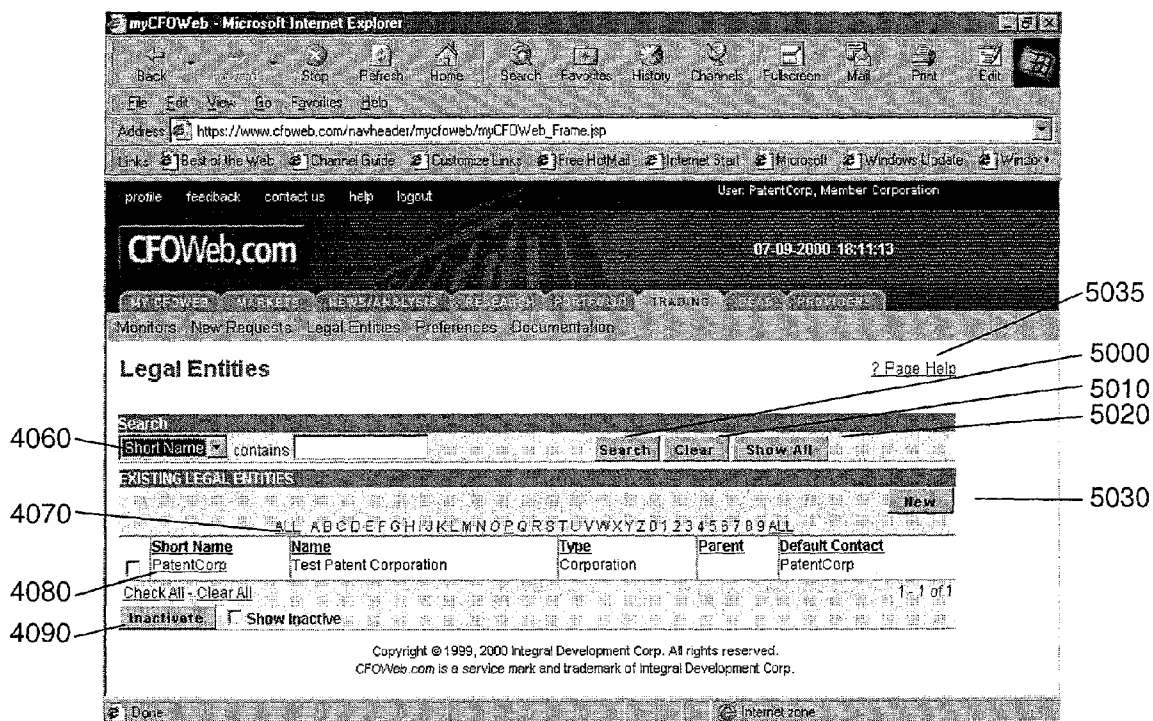 myCFOWeb - Microsoft Internet Explorer
Back Stop Refresh Home Search Favorites History Channels Fullscreen Mail Print Edit
File Edit View Go Favorites Help
Address https://www.cfoweb.com/navheader/mycfoweb/myCFOWeb_Frame.jsp
Links Best of the Web Channel Guide Customize Links Free HotMail Internet Start Microsoft Windows Update
profile feedback contact us help logout User: PatentCorp, Member Corporation
CFOWeb.com 07-09-2000 18:11:13
MY CFOWEB MARKETS NEWS/ANALYSIS RESEARCH PORTFOLIO TRADING PROVIDERS
Monitors New Requests Legal Entities Preferences Documentation
5035
Legal Entities ? Page Help
5000
5010
5020
Search
4060 Short Name contains Search Clear Show All
EXISTING LEGAL ENTITIES
New 5030
4070 ALL A B C D E F G H I J K L M N O P Q R S T U V W X Y Z 0 1 2 3 4 5 6 7 8 9 ALL
Short Name Name Type Parent Default Contact
PatentCorp Test Patent Corporation Corporation PatentCorp
4080 Check All - Clear All 1 - 1 of 1
4090 Inactivate Show Inactive
Copyright © 1999, 2000 Integral Development Corp. All rights reserved.
CFOWeb.com is a service mark and trademark of Integral Development Corp.
Done Internet zone